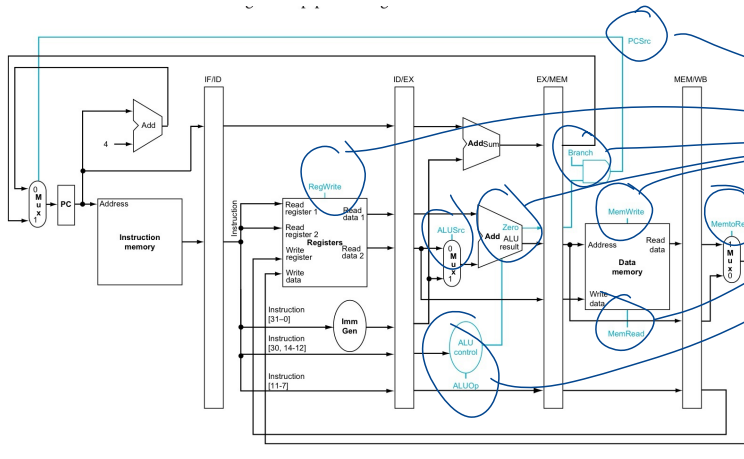 PCSrc
IF/ID
ID/EX
EX/MEM
MEM/WB
Add
4
Add Sum
Branch
RegWrite
MemWrite
0
M
u
x
1
PC
Address
Instruction
memory
Instruction
Read
register 1
Read
register 2
Write
register
Write
data
Registers
Read
data 1
Read
data 2
ALUSrc
0
M
u
x
1
Zero
Add
ALU
result
Address
Read
data
Data
memory
Write
data
MemtoRe
1
M
u
x
0
MemRead
Instruction
[31–0]
Imm
Gen
Instruction
[30, 14-12]
ALU
control
ALUOp
Instruction
[11-7]